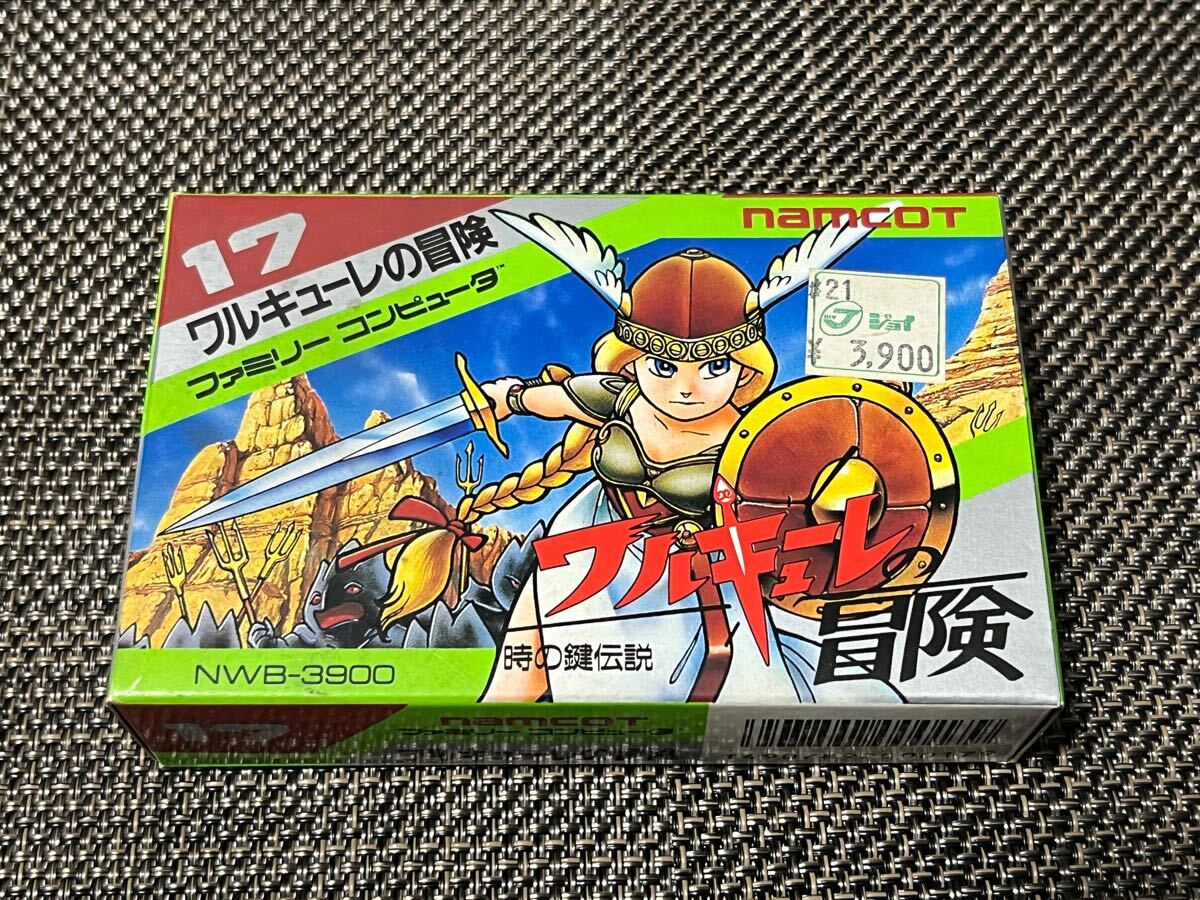 17
ワルキューレの冒険
ファミリー コンピュータ™
namcoT
#21
ジョイ
¥ 3,900
ワルキューレの
冒険
時の鍵伝説
NWB-3900
17
namcoT
ファミリー コンピュータ